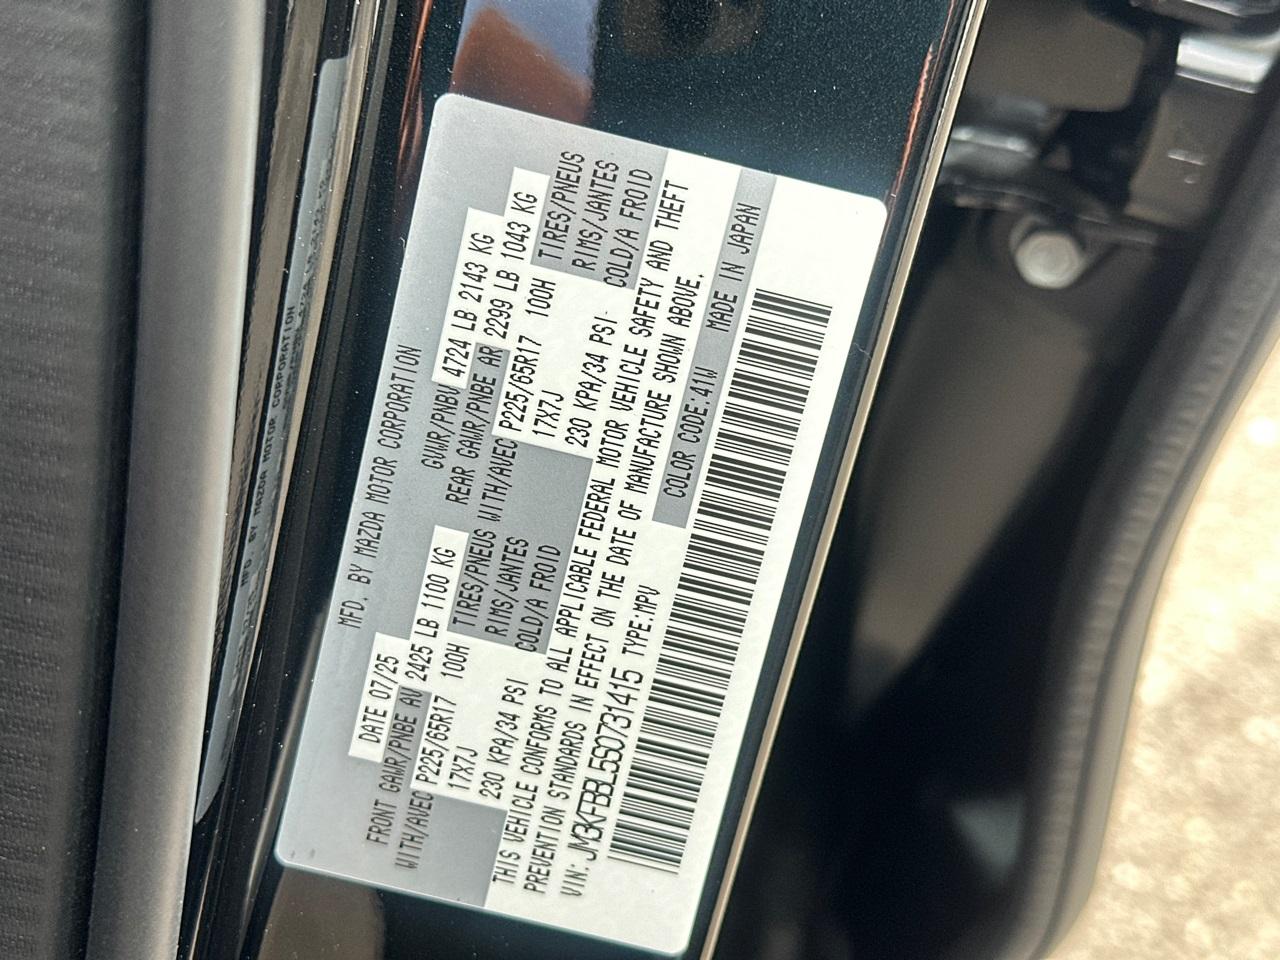 MFD. BY MAZDA MOTOR CORPORATION
DATE 07/25 GVWR/PNBV 4724 LB 2143 KG
FRONT GAWR/PNBE AV 2425 LB 1100 KG REAR GAWR/PNBE AR 2299 LB 1043 KG
WITH/AVEC P225/65R17 100H TIRES/PNEUS WITH/AVEC P225/65R17 100H TIRES/PNEUS
17X7J RIMS/JANTES 17X7J RIMS/JANTES
230 KPA/34 PSI COLD/A FROID 230 KPA/34 PSI COLD/A FROID
THIS VEHICLE CONFORMS TO ALL APPLICABLE FEDERAL MOTOR VEHICLE SAFETY AND THEFT
PREVENTION STANDARDS IN EFFECT ON THE DATE OF MANUFACTURE SHOWN ABOVE.
VIN: JM3KFBBL5S0731415 TYPE:MPV COLOR CODE:41W MADE IN JAPAN